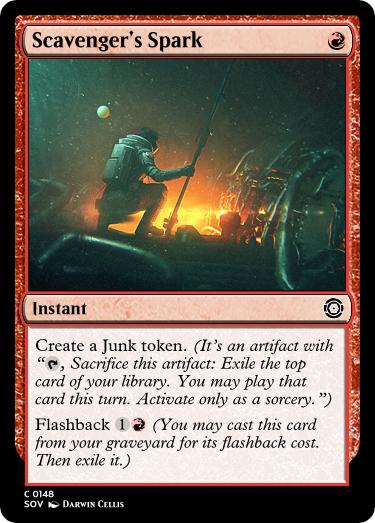 Scavenger's Spark
Instant
Create a Junk token. (It's an artifact with
“, Sacrifice this artifact: Exile the top
card of your library. You may play that
card this turn. Activate only as a sorcery.”)
Flashback 1 (You may cast this card
from your graveyard for its flashback cost.
Then exile it.)
C 0148
SOV Darwin Cellis